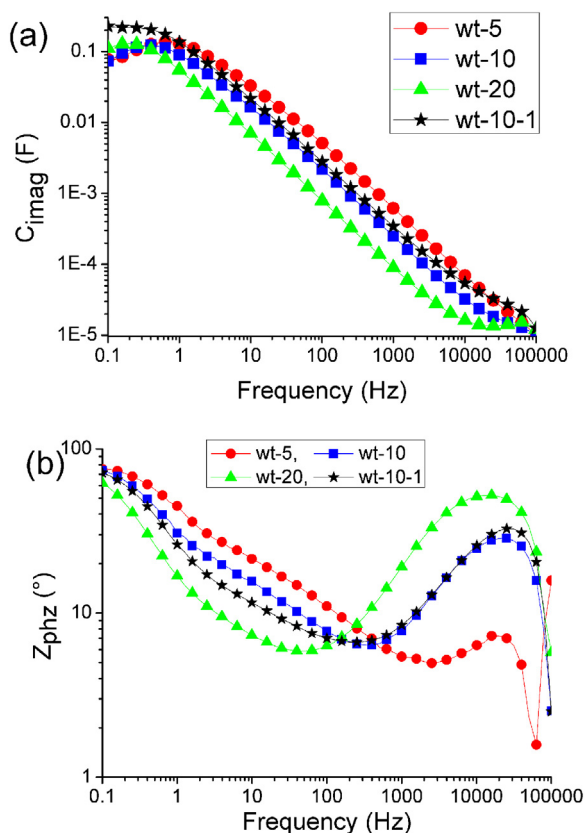 (a)
wt-5
wt-10
wt-20
wt-10-1
C_imag (F)
0.1
0.01
1E-3
1E-4
1E-5
0.1 1 10 100 1000 10000 100000
Frequency (Hz)
(b)
wt-5, wt-10
wt-20, wt-10-1
Zphz (°)
100
10
1
0.1 1 10 100 1000 10000 100000
Frequency (Hz)